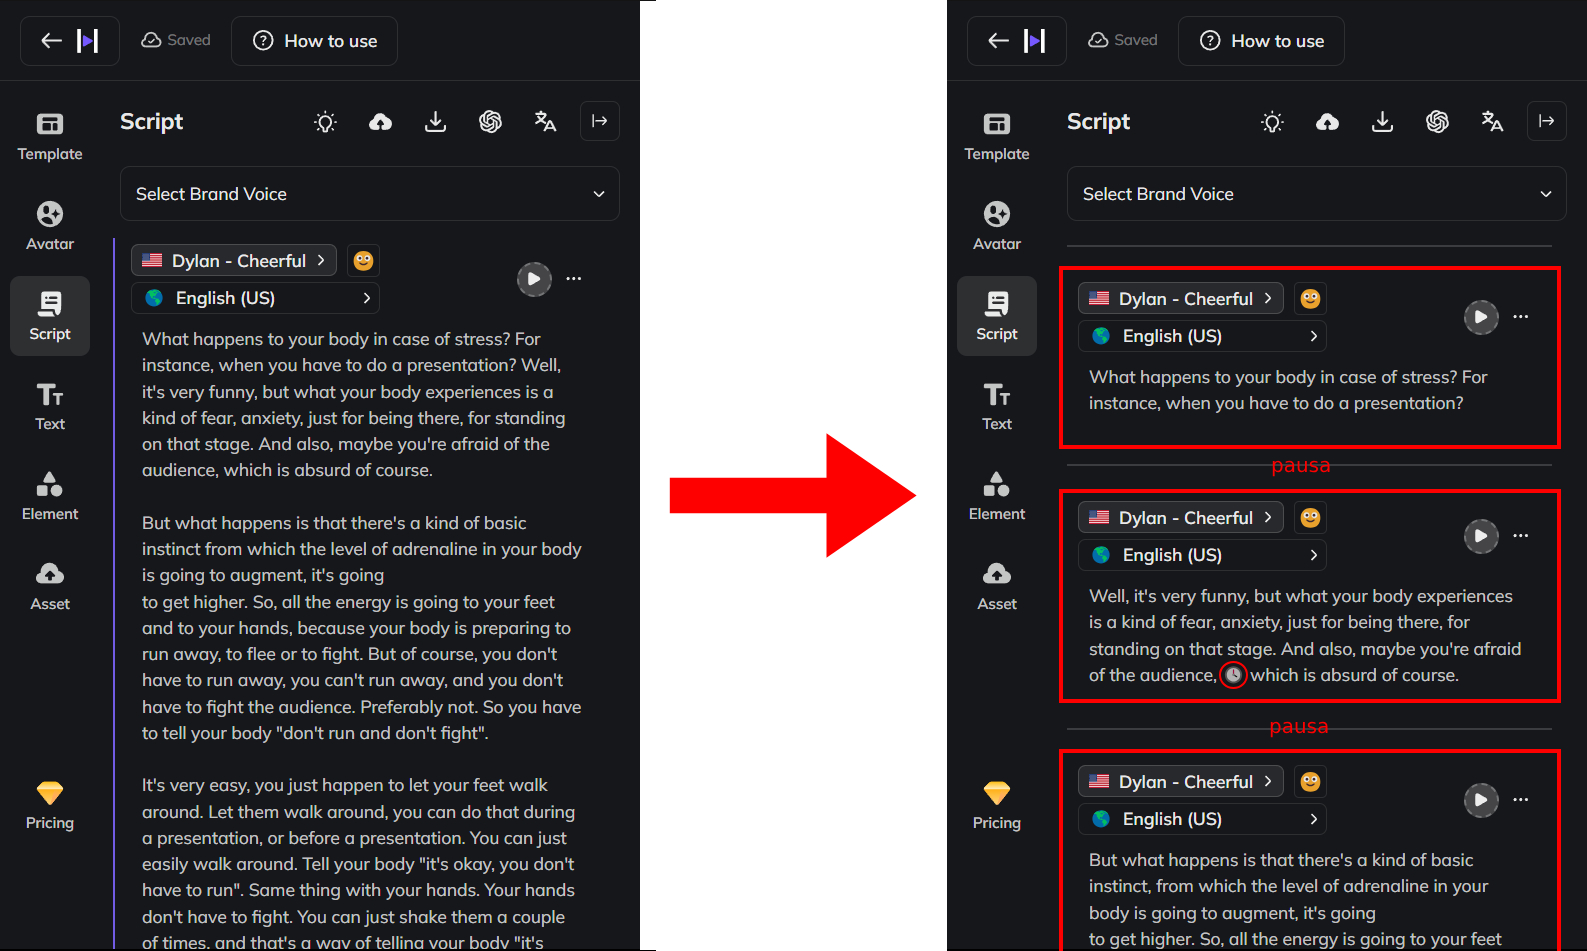 Saved
How to use
Template
Avatar
Script
Text
Element
Asset
Pricing
Script
Select Brand Voice
Dylan - Cheerful
English (US)
What happens to your body in case of stress? For
instance, when you have to do a presentation? Well,
it's very funny, but what your body experiences is a
kind of fear, anxiety, just for being there, for standing
on that stage. And also, maybe you're afraid of the
audience, which is absurd of course.
But what happens is that there's a kind of basic
instinct from which the level of adrenaline in your body
is going to augment, it's going
to get higher. So, all the energy is going to your feet
and to your hands, because your body is preparing to
run away, to flee or to fight. But of course, you don't
have to run away, you can't run away, and you don't
have to fight the audience. Preferably not. So you have
to tell your body "don't run and don't fight".
It's very easy, you just happen to let your feet walk
around. Let them walk around, you can do that during
a presentation, or before a presentation. You can just
easily walk around. Tell your body "it's okay, you don't
have to run". Same thing with your hands. Your hands
don't have to fight. You can just shake them a couple
of times, and that's a way of telling your body "it's
Saved
How to use
Template
Avatar
Script
Text
Element
Asset
Pricing
Script
Select Brand Voice
Dylan - Cheerful
English (US)
What happens to your body in case of stress? For
instance, when you have to do a presentation?
pausa
Dylan - Cheerful
English (US)
Well, it's very funny, but what your body experiences
is a kind of fear, anxiety, just for being there, for
standing on that stage. And also, maybe you're afraid
of the audience, which is absurd of course.
pausa
Dylan - Cheerful
English (US)
But what happens is that there's a kind of basic
instinct, from which the level of adrenaline in your
body is going to augment, it's going
to get higher. So, all the energy is going to your feet